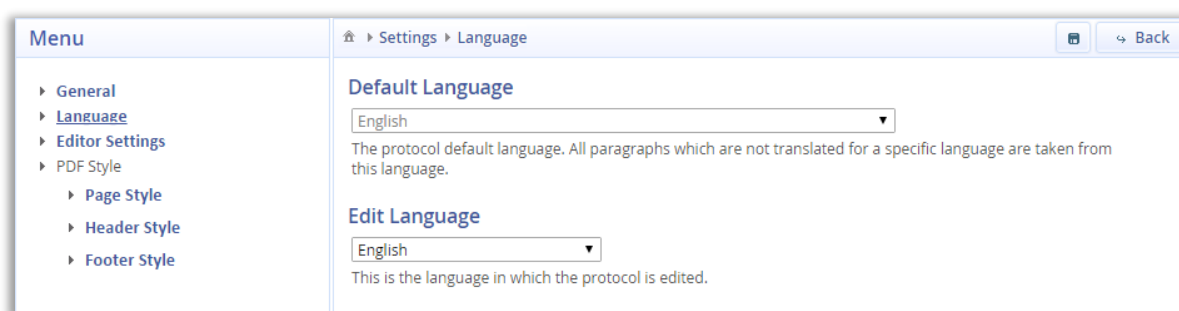 Menu
General
Language
Editor Settings
PDF Style
Page Style
Header Style
Footer Style
Settings Language
Back
Default Language
English
The protocol default language. All paragraphs which are not translated for a specific language are taken from
this language.
Edit Language
English
This is the language in which the protocol is edited.